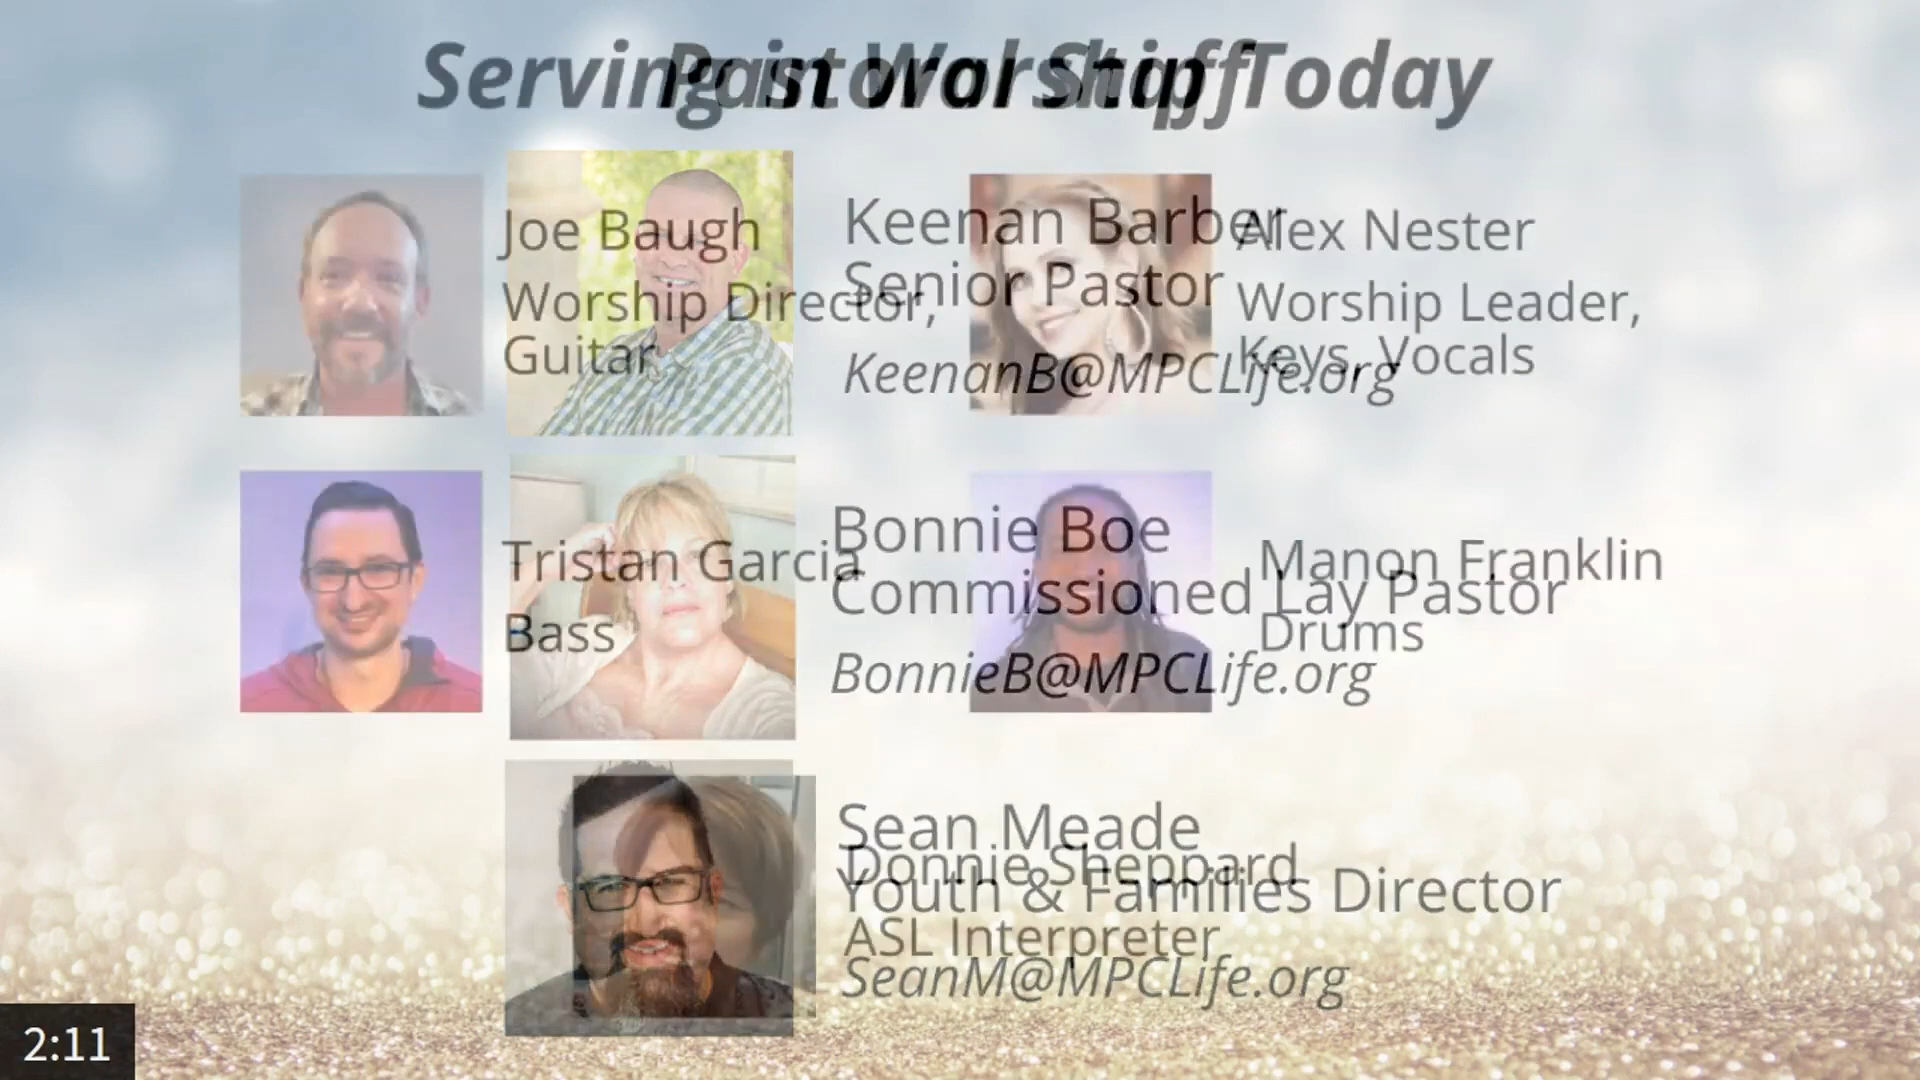 Serving in Worship Today
Pastoral Staff
Joe Baugh
Worship Director,
Guitar
Keenan Barber
Senior Pastor
KeenanB@MPCLife.org
Alex Nester
Worship Leader,
Keys, Vocals
Tristan Garcia
Bass
Bonnie Boe
Commissioned Lay Pastor
BonnieB@MPCLife.org
Manon Franklin
Drums
Sean Meade
Youth & Families Director
SeanM@MPCLife.org
Donnie Sheppard
ASL Interpreter
2:11